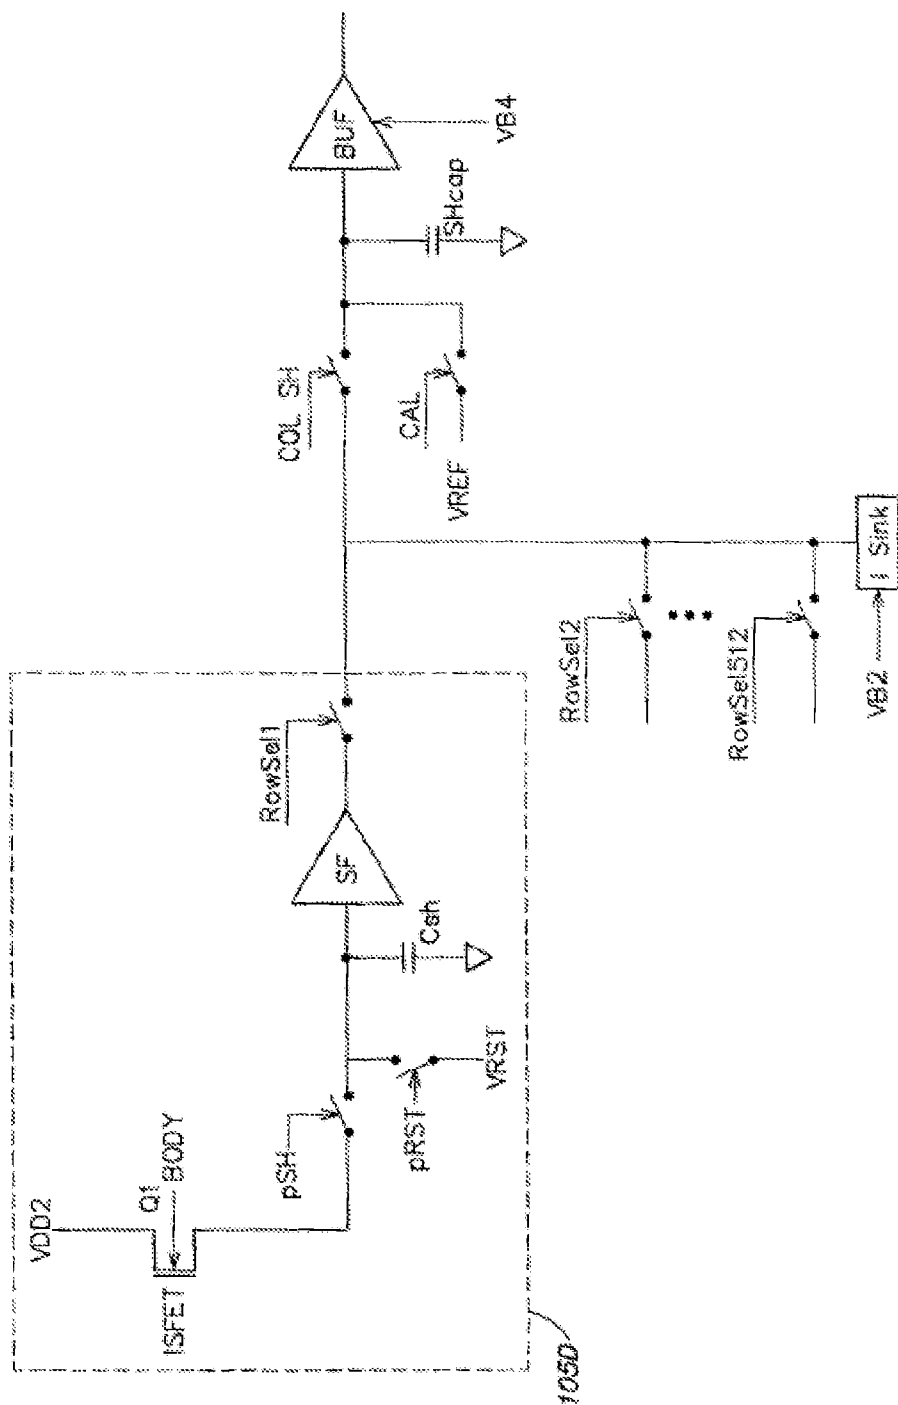 VDD2
Q1
BODY
ISFET
pSH
pRST
VRST
Csh
SF
RowSel1
105D
COL SH
CAL
VREF
SHcap
BUF
VB4
RowSel2
RowSel512
VB2
I Sink